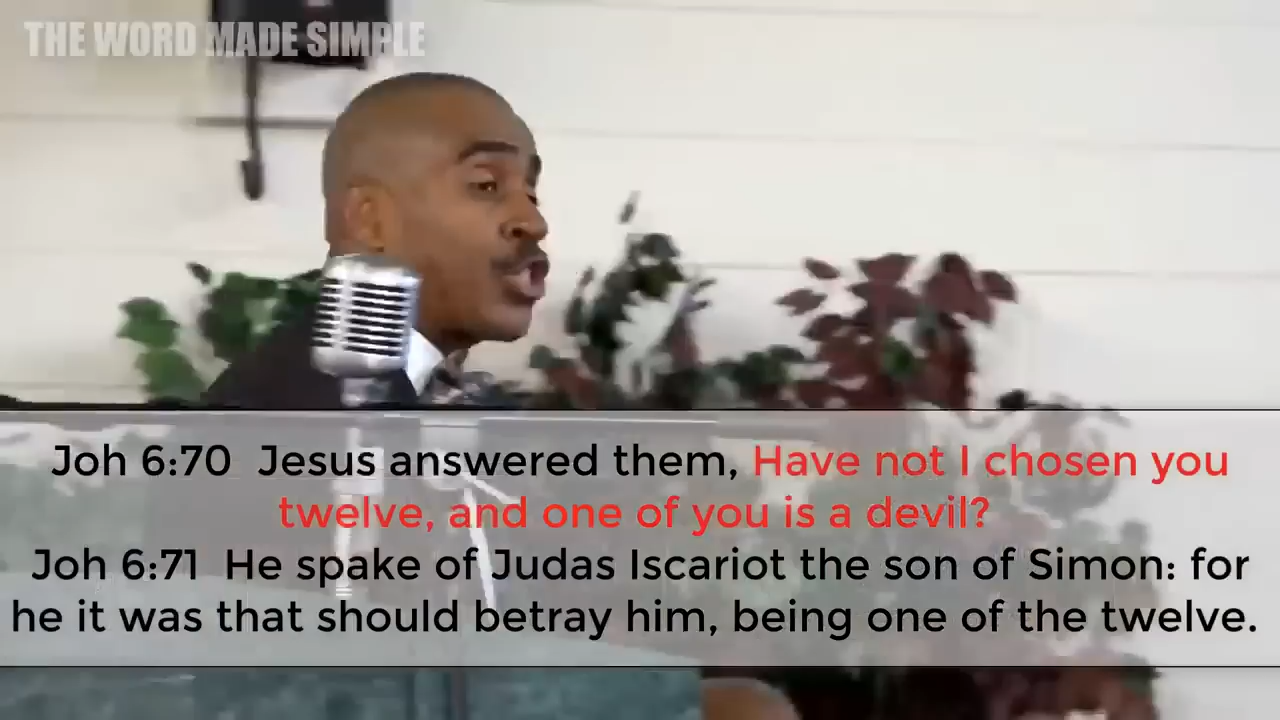 THE WORD MADE SIMPLE
Joh 6:70 Jesus answered them, Have not I chosen you
twelve, and one of you is a devil?
Joh 6:71 He spake of Judas Iscariot the son of Simon: for
he it was that should betray him, being one of the twelve.